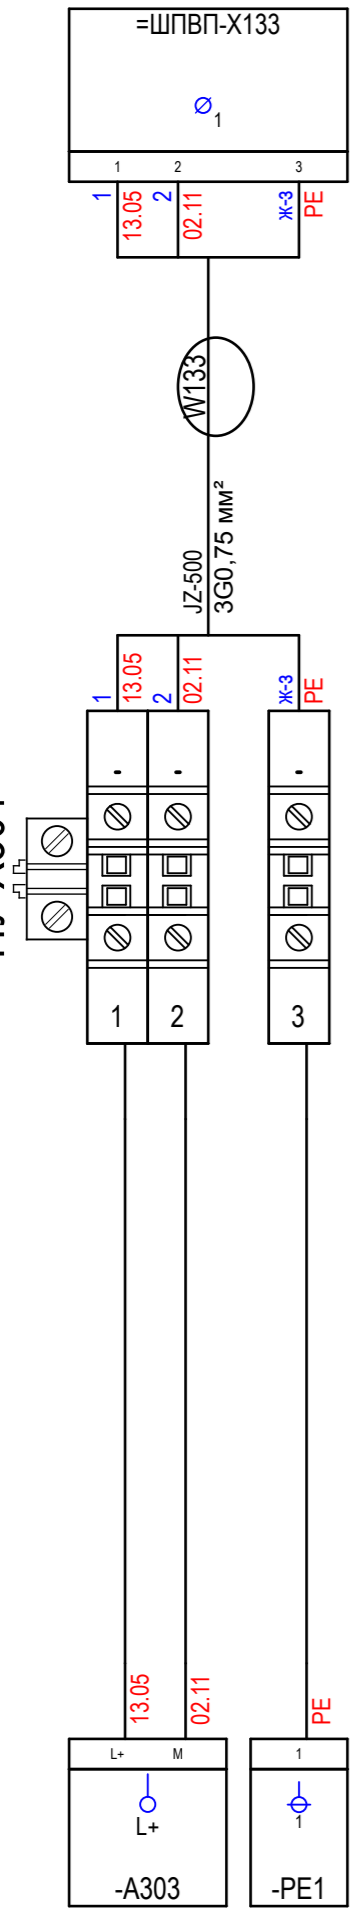 =ШПВП-X133
1
1 2 3
1 13.05 2 02.11 Ж-3 PE
W133
JZ-500
3G0,75 мм²
1 13.05 2 02.11 Ж-3 PE
- - -
1 2 3
13.05 02.11 PE
L+ M 1
L+ 1
-A303 -PE1